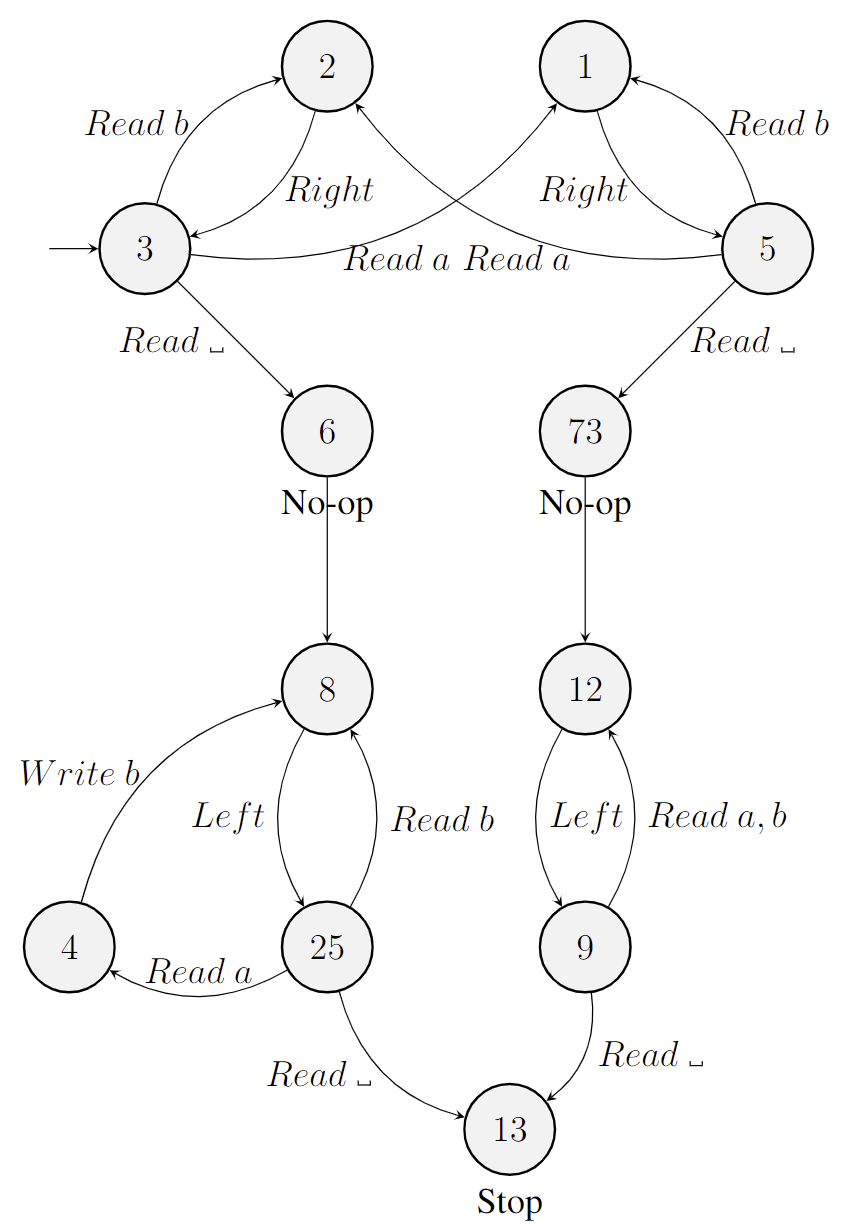 2 1
Read b Read b
Right Right
3 5
Read a Read a
Read ␣ Read ␣
6 73
No-op No-op
8 12
Write b
Left Read b Left Read a, b
4 25 9
Read a
Read ␣
Read ␣
13
Stop